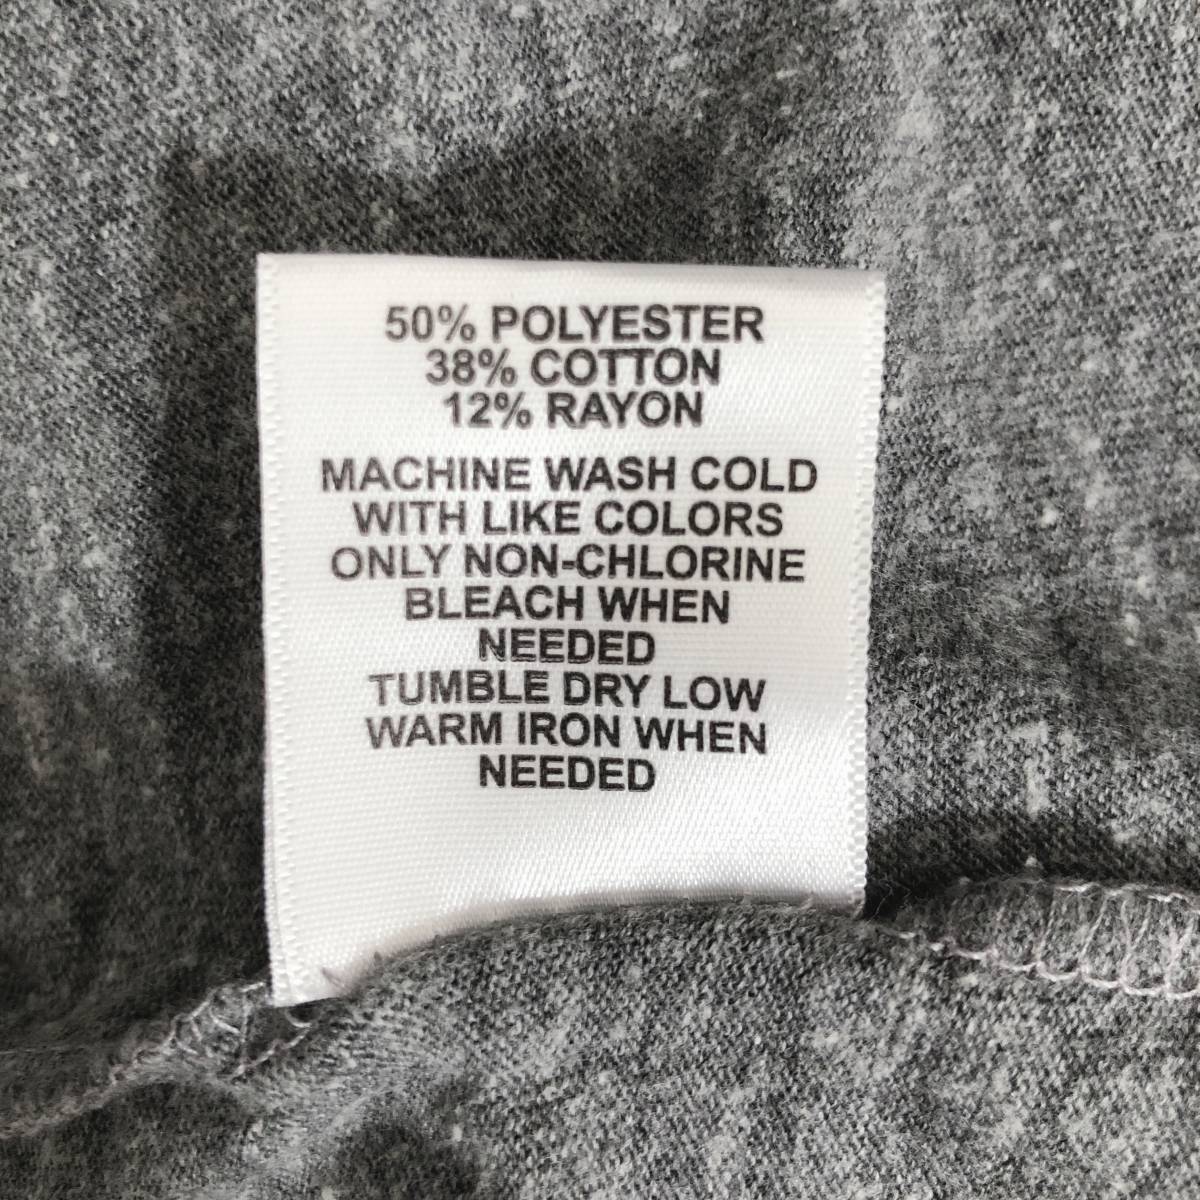 50% POLYESTER
38% COTTON
12% RAYON
MACHINE WASH COLD
WITH LIKE COLORS
ONLY NON-CHLORINE
BLEACH WHEN
NEEDED
TUMBLE DRY LOW
WARM IRON WHEN
NEEDED